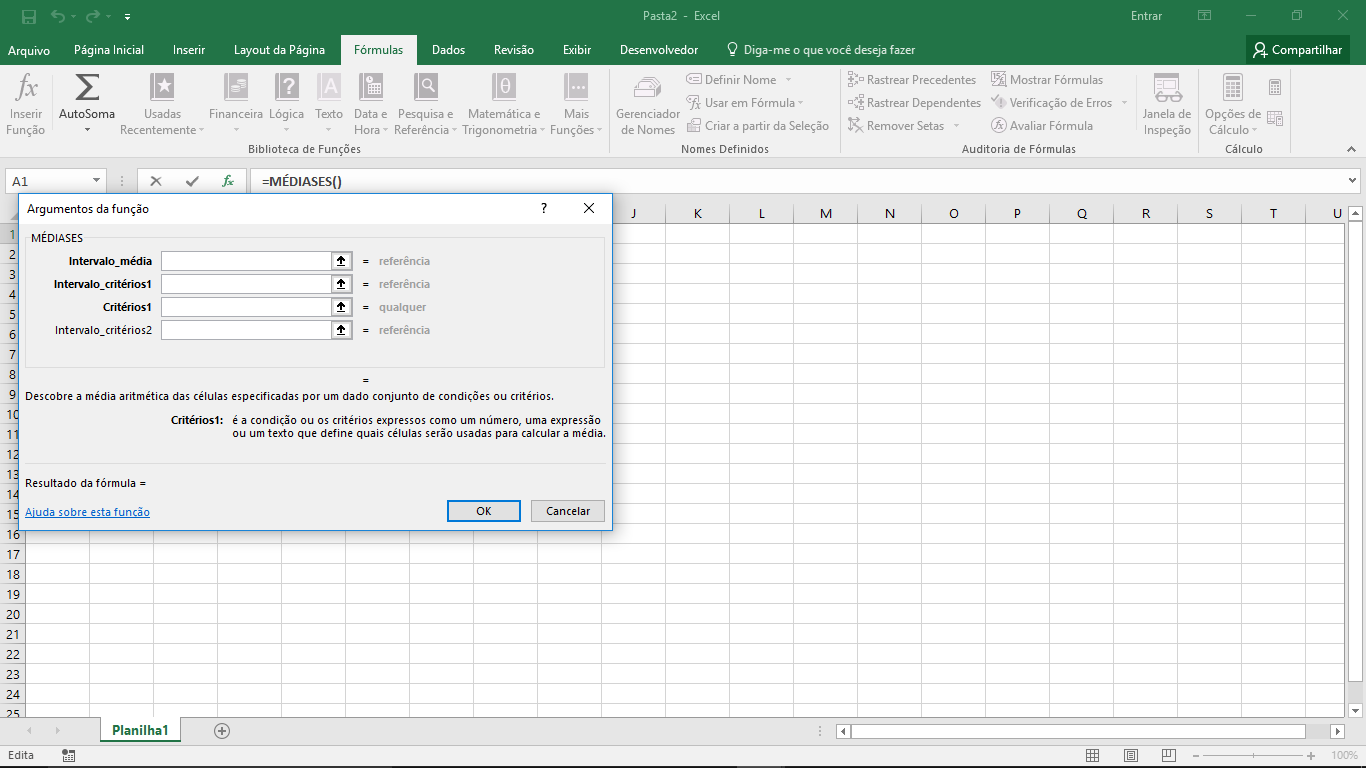 Pasta2 - Excel
Entrar
Arquivo Página Inicial Inserir Layout da Página Fórmulas Dados Revisão Exibir Desenvolvedor Diga-me o que você deseja fazer Compartilhar
Inserir Função
AutoSoma
Usadas Recentemente
Financeira
Lógica
Texto
Data e Hora
Pesquisa e Referência
Matemática e Trigonometria
Mais Funções
Biblioteca de Funções
Gerenciador de Nomes
Definir Nome
Usar em Fórmula
Criar a partir da Seleção
Nomes Definidos
Rastrear Precedentes
Rastrear Dependentes
Remover Setas
Mostrar Fórmulas
Verificação de Erros
Avaliar Fórmula
Auditoria de Fórmulas
Janela de Inspeção
Opções de Cálculo
Cálculo
A1
fx
=MÉDIASES()
Argumentos da função
?
MÉDIASES
Intervalo_média = referência
Intervalo_critérios1 = referência
Critérios1 = qualquer
Intervalo_critérios2 = referência
=
Descobre a média aritmética das células especificadas por um dado conjunto de condições ou critérios.
Critérios1: é a condição ou os critérios expressos como um número, uma expressão
ou um texto que define quais células serão usadas para calcular a média.
Resultado da fórmula =
Ajuda sobre esta função
OK
Cancelar
J K L M N O P Q R S T U
1
2
3
4
5
6
7
8
9
10
11
12
13
14
15
16
17
18
19
20
21
22
23
24
25
Planilha1
Edita
100%